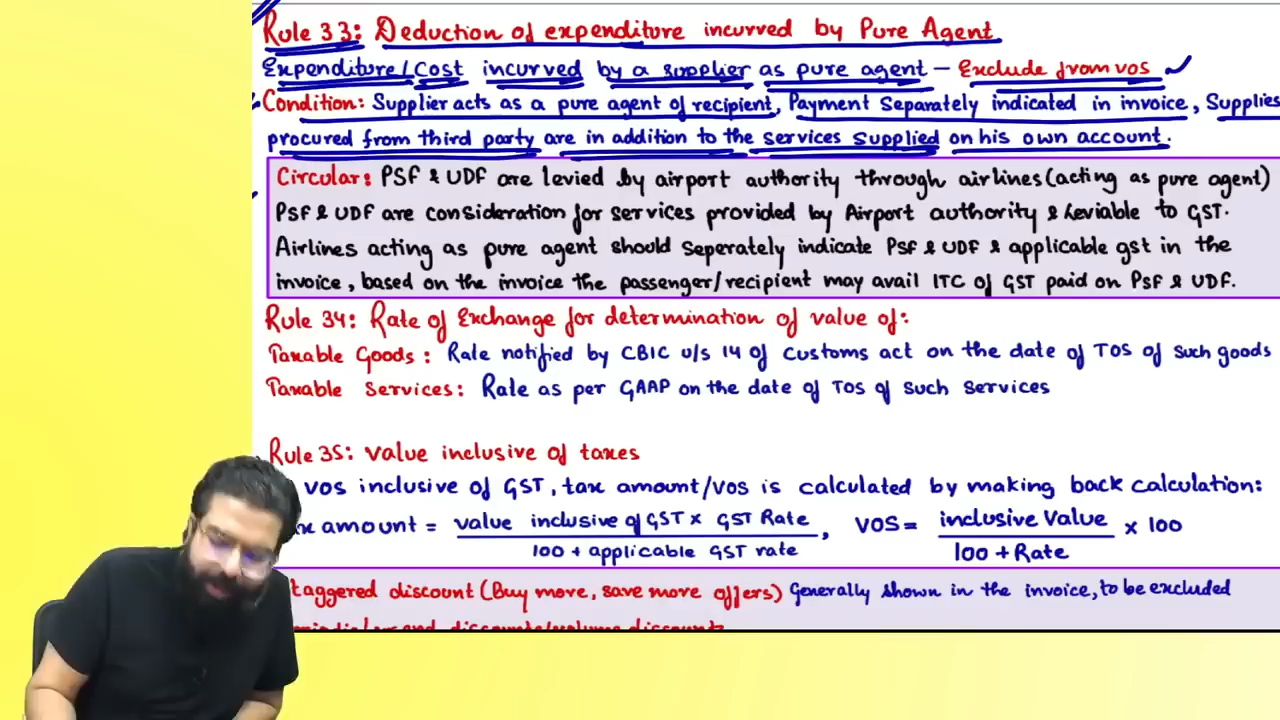 Rule 33: Deduction of expenditure incurred by Pure Agent
Expenditure/Cost incurred by a supplier as pure agent – Exclude from VOS
Condition: Supplier acts as a pure agent of recipient, Payment Separately indicated in invoice, Supplies
procured from third party are in addition to the services supplied on his own account.
Circular: PSF & UDF are levied by airport authority through airlines (acting as pure agent)
PSF & UDF are consideration for services provided by Airport authority & leviable to GST.
Airlines acting as pure agent should seperately indicate PSF & UDF & applicable gst in the
invoice, based on the invoice the passenger/recipient may avail ITC of GST paid on PSF & UDF.
Rule 34: Rate of Exchange for determination of value of:
Taxable Goods: Rate notified by CBIC u/s 14 of Customs act on the date of TOS of such goods
Taxable Services: Rate as per GAAP on the date of TOS of such services
Rule 35: Value inclusive of taxes
VOS inclusive of GST, tax amount/VOS is calculated by making back calculation:
amount = value inclusive of GST x GST Rate / 100 + applicable GST rate, VOS = inclusive Value / 100 + Rate x 100
taggered discount (Buy more, save more offers) Generally shown in the invoice, to be excluded